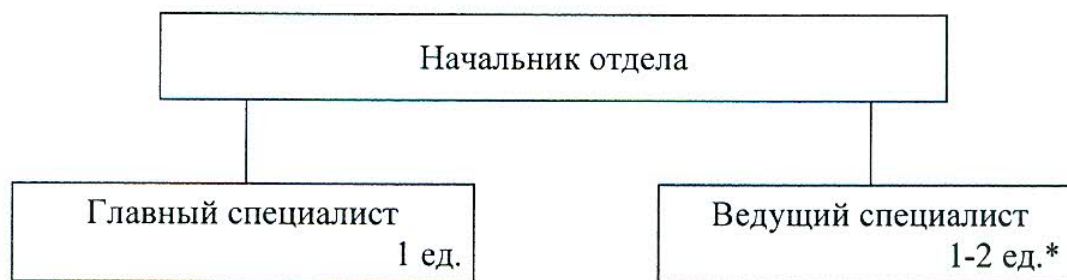 Начальник отдела
Главный специалист
1 ед.
Ведущий специалист
1-2 ед.*